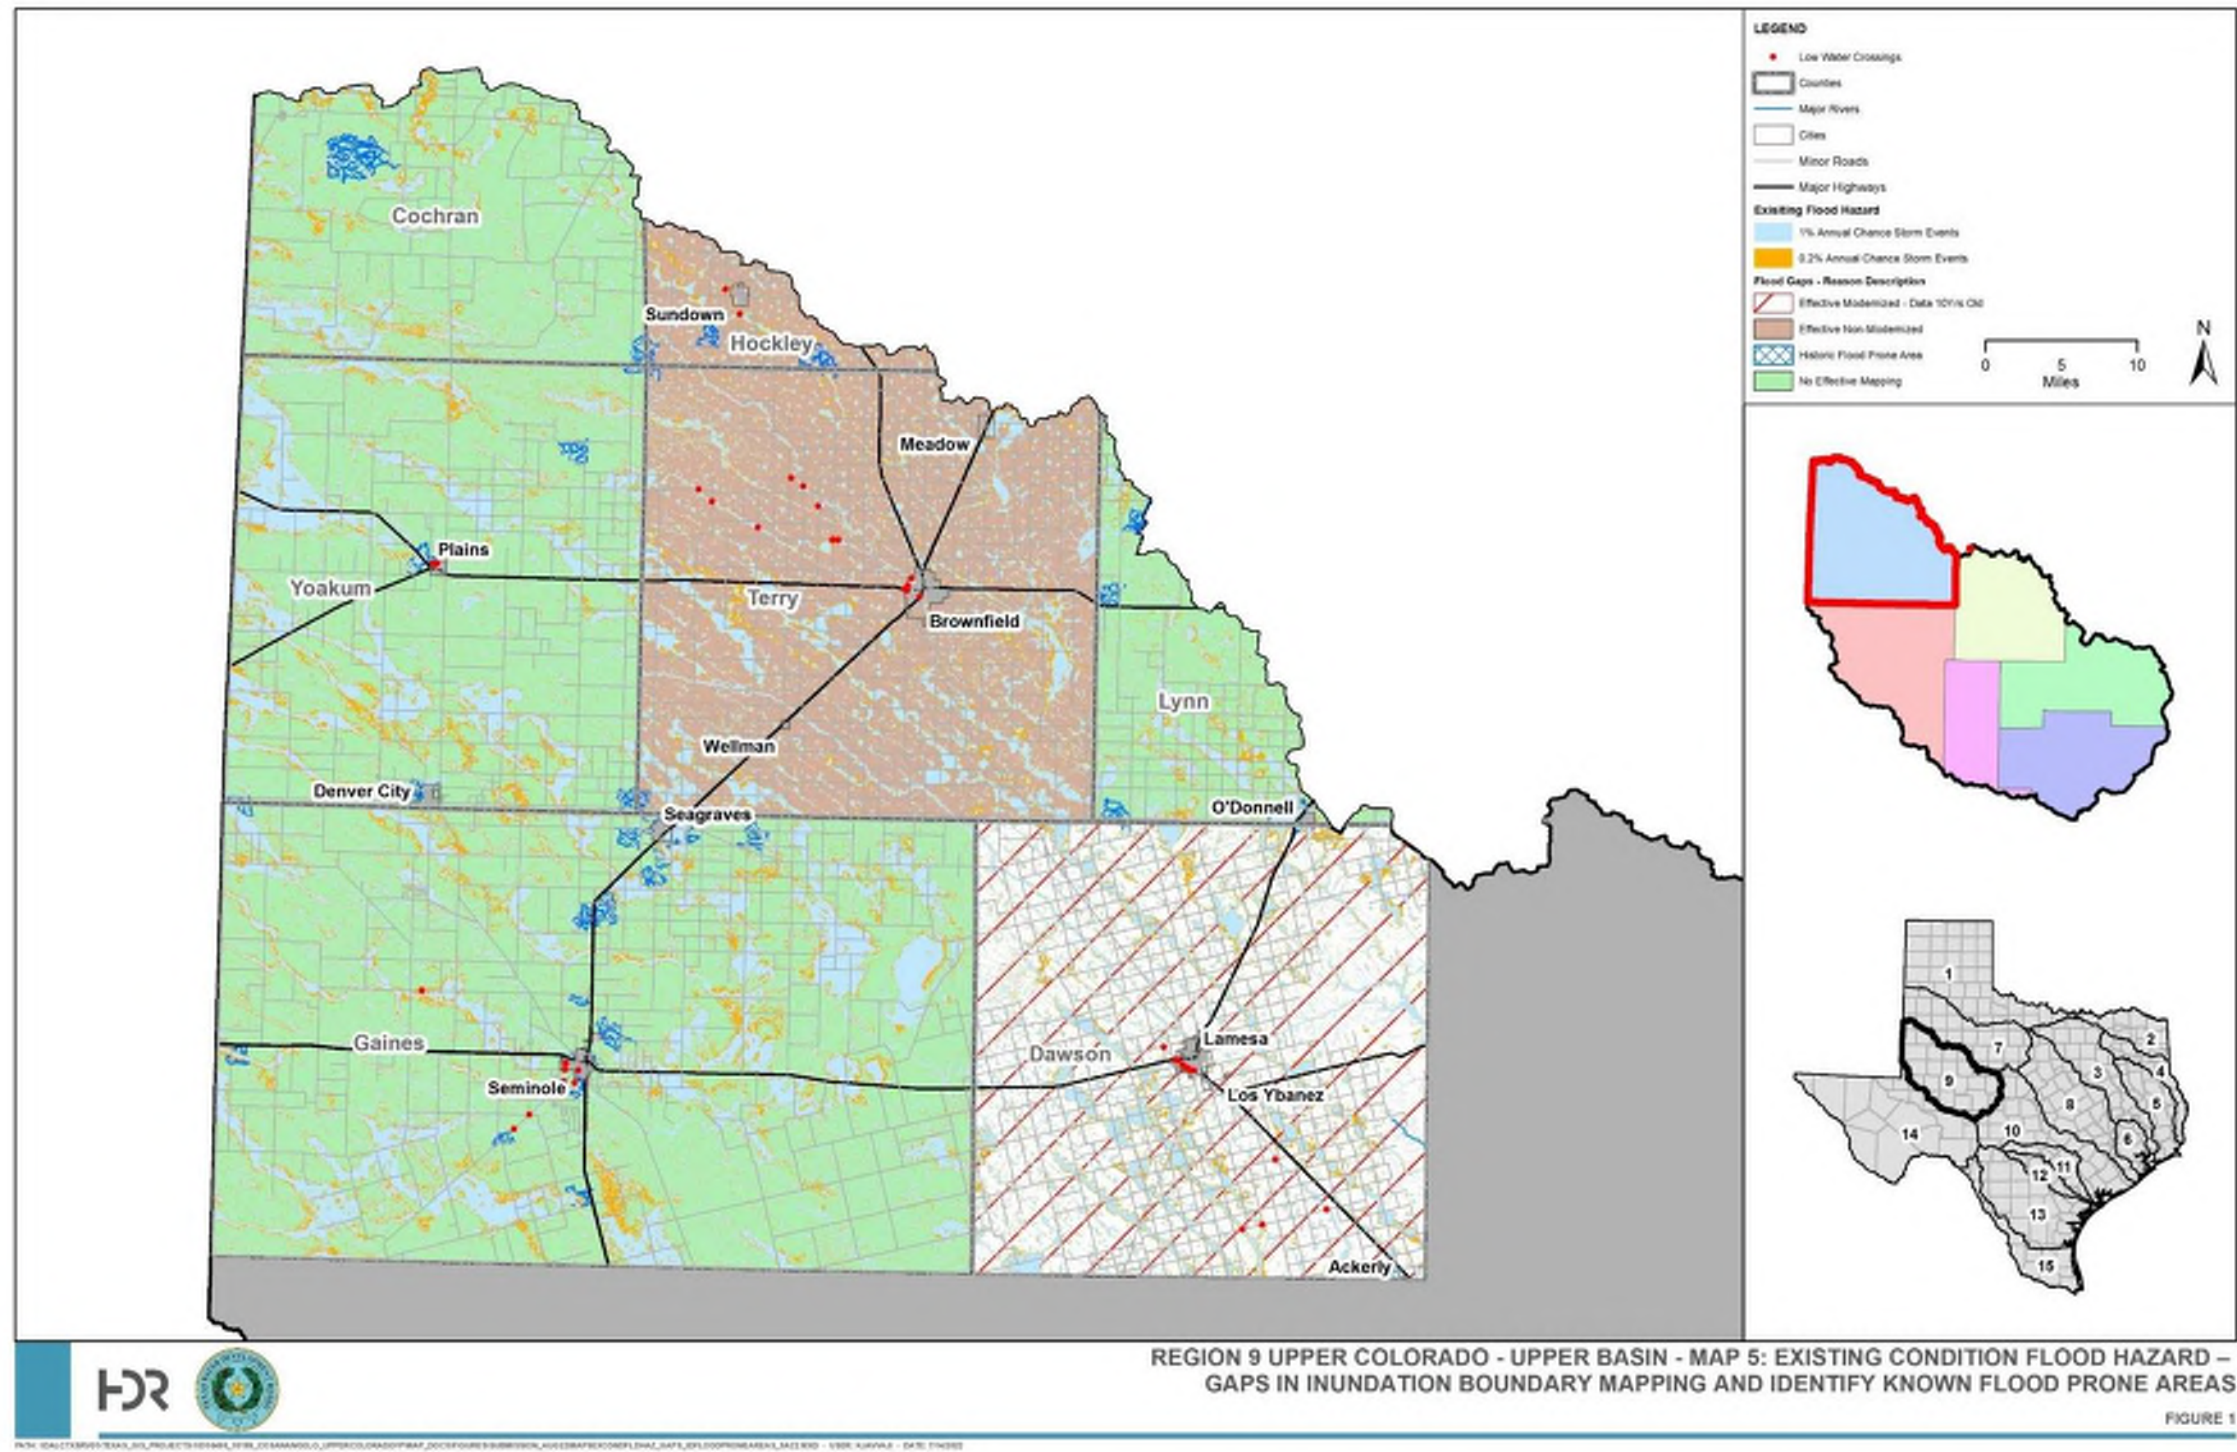 LEGEND
Low Water Crossings
Counties
Major Rivers
Cities
Minor Roads
Major Highways
Exisiting Flood Hazard
1% Annual Chance Storm Events
0.2% Annual Chance Storm Events
Flood Gaps - Reason Description
Effective Modernized - Data 10Yrs Old
Effective Non-Modernized
Historic Flood Prone Area
No Effective Mapping
N
0 5 10
Miles
Cochran
Sundown
Hockley
Meadow
Plains
Yoakum
Terry
Brownfield
Lynn
Wellman
Denver City
Seagraves
O'Donnell
Gaines
Seminole
Dawson
Lamesa
Los Ybanez
Ackerly
1
2
7
3
4
9
5
8
10
6
14
11
12
13
15
HDR
REGION 9 UPPER COLORADO - UPPER BASIN - MAP 5: EXISTING CONDITION FLOOD HAZARD –
GAPS IN INUNDATION BOUNDARY MAPPING AND IDENTIFY KNOWN FLOOD PRONE AREAS
FIGURE 1